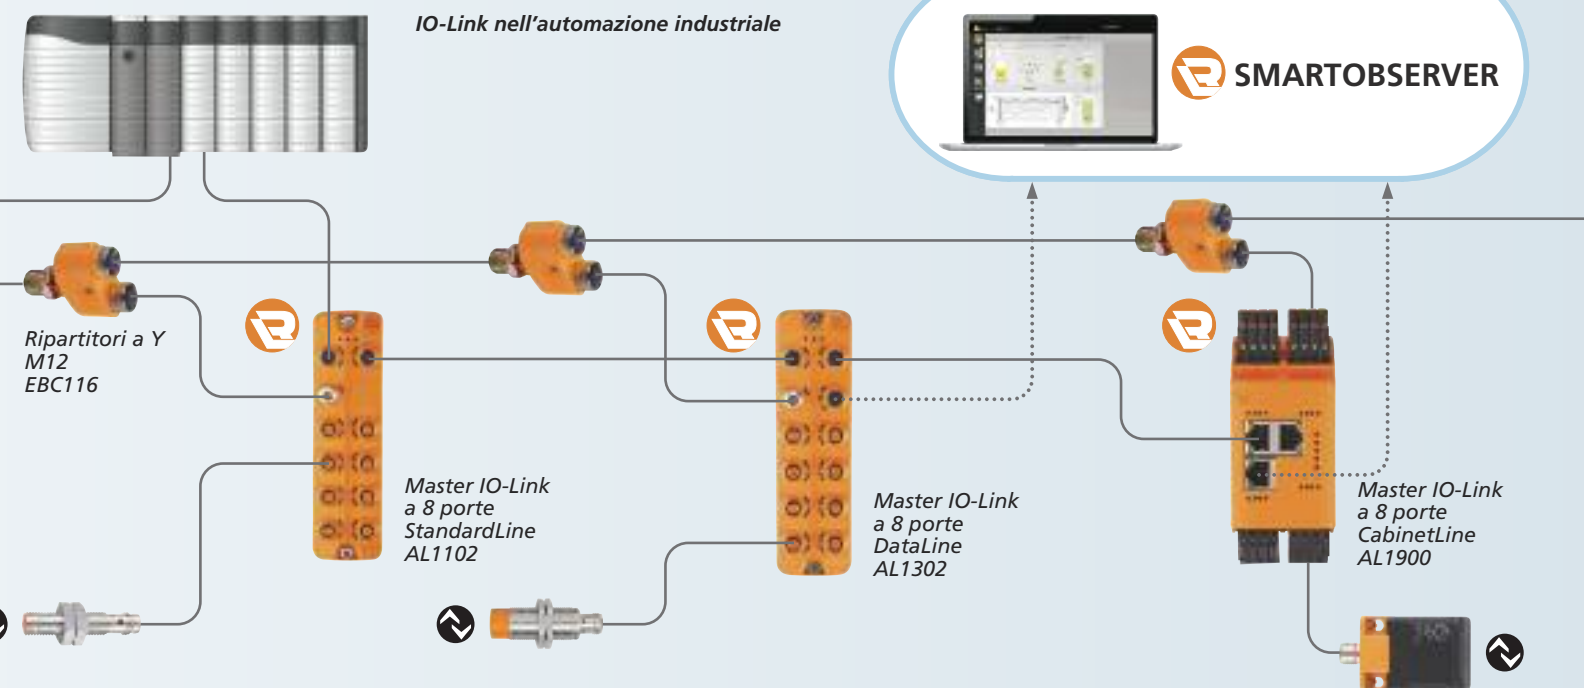 IO-Link nell'automazione industriale
SMARTOBSERVER
Ripartitori a Y
M12
EBC116
Master IO-Link
a 8 porte
StandardLine
AL1102
Master IO-Link
a 8 porte
DataLine
AL1302
Master IO-Link
a 8 porte
CabinetLine
AL1900